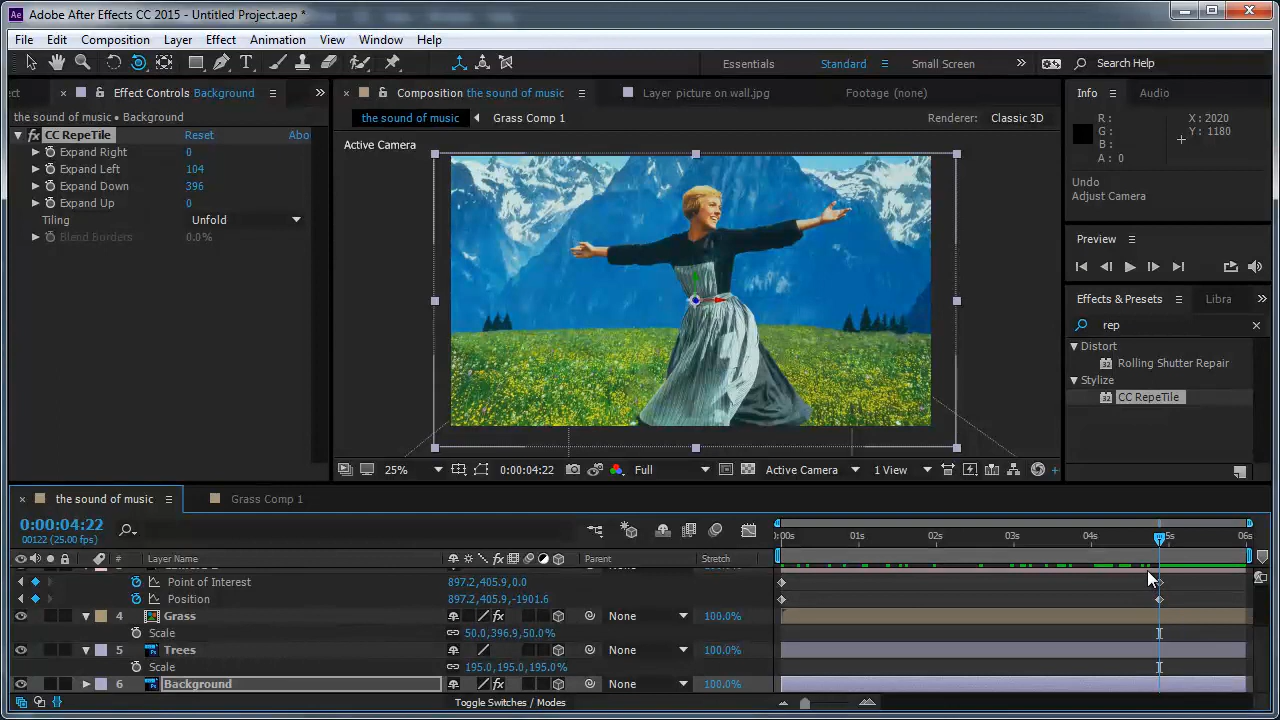 Adobe After Effects CC 2015 - Untitled Project.aep *
File Edit Composition Layer Effect Animation View Window Help
Essentials Standard Small Screen Search Help
ect Effect Controls Background
Composition the sound of music Layer picture on wall.jpg Footage (none)
Info Audio
the sound of music • Background
the sound of music Grass Comp 1 Renderer: Classic 3D
fx CC RepeTile Reset Abo
Active Camera
R: X: 2020
G: Y: 1180
B:
A: 0
Expand Right 0
Expand Left 104
Expand Down 396
Expand Up 0
Tiling Unfold
Blend Borders 0.0%
Undo
Adjust Camera
Preview
Effects & Presets Libra
rep
Distort
Rolling Shutter Repair
Stylize
CC RepeTile
25% 0:00:04:22 Full Active Camera 1 View
the sound of music Grass Comp 1
0:00:04:22
00122 (25.00 fps)
:00s 01s 02s 03s 04s 5s 06s
# Layer Name Parent Stretch
Point of Interest 897.2,405.9,0.0
Position 897.2,405.9,-1901.6
4 Grass fx None 100.0%
Scale 50.0,396.9,50.0%
5 Trees None 100.0%
Scale 195.0,195.0,195.0%
6 Background fx None 100.0%
Toggle Switches / Modes